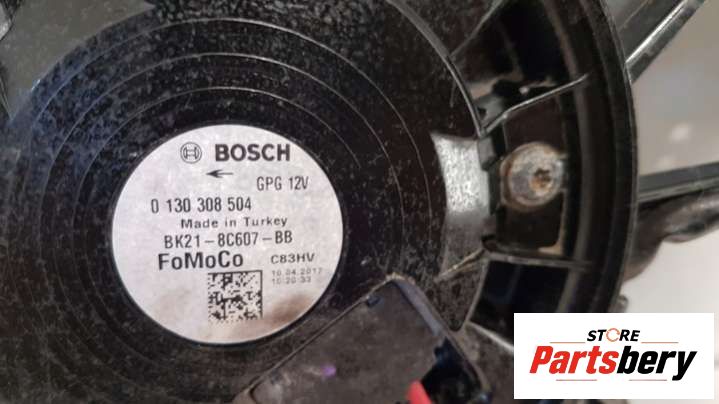 BOSCH
GPG 12V
0 130 308 504
Made in Turkey
BK21-8C607-BB
FoMoCo C83HV
10.04.2017
10:20:33
STORE
Partsbery